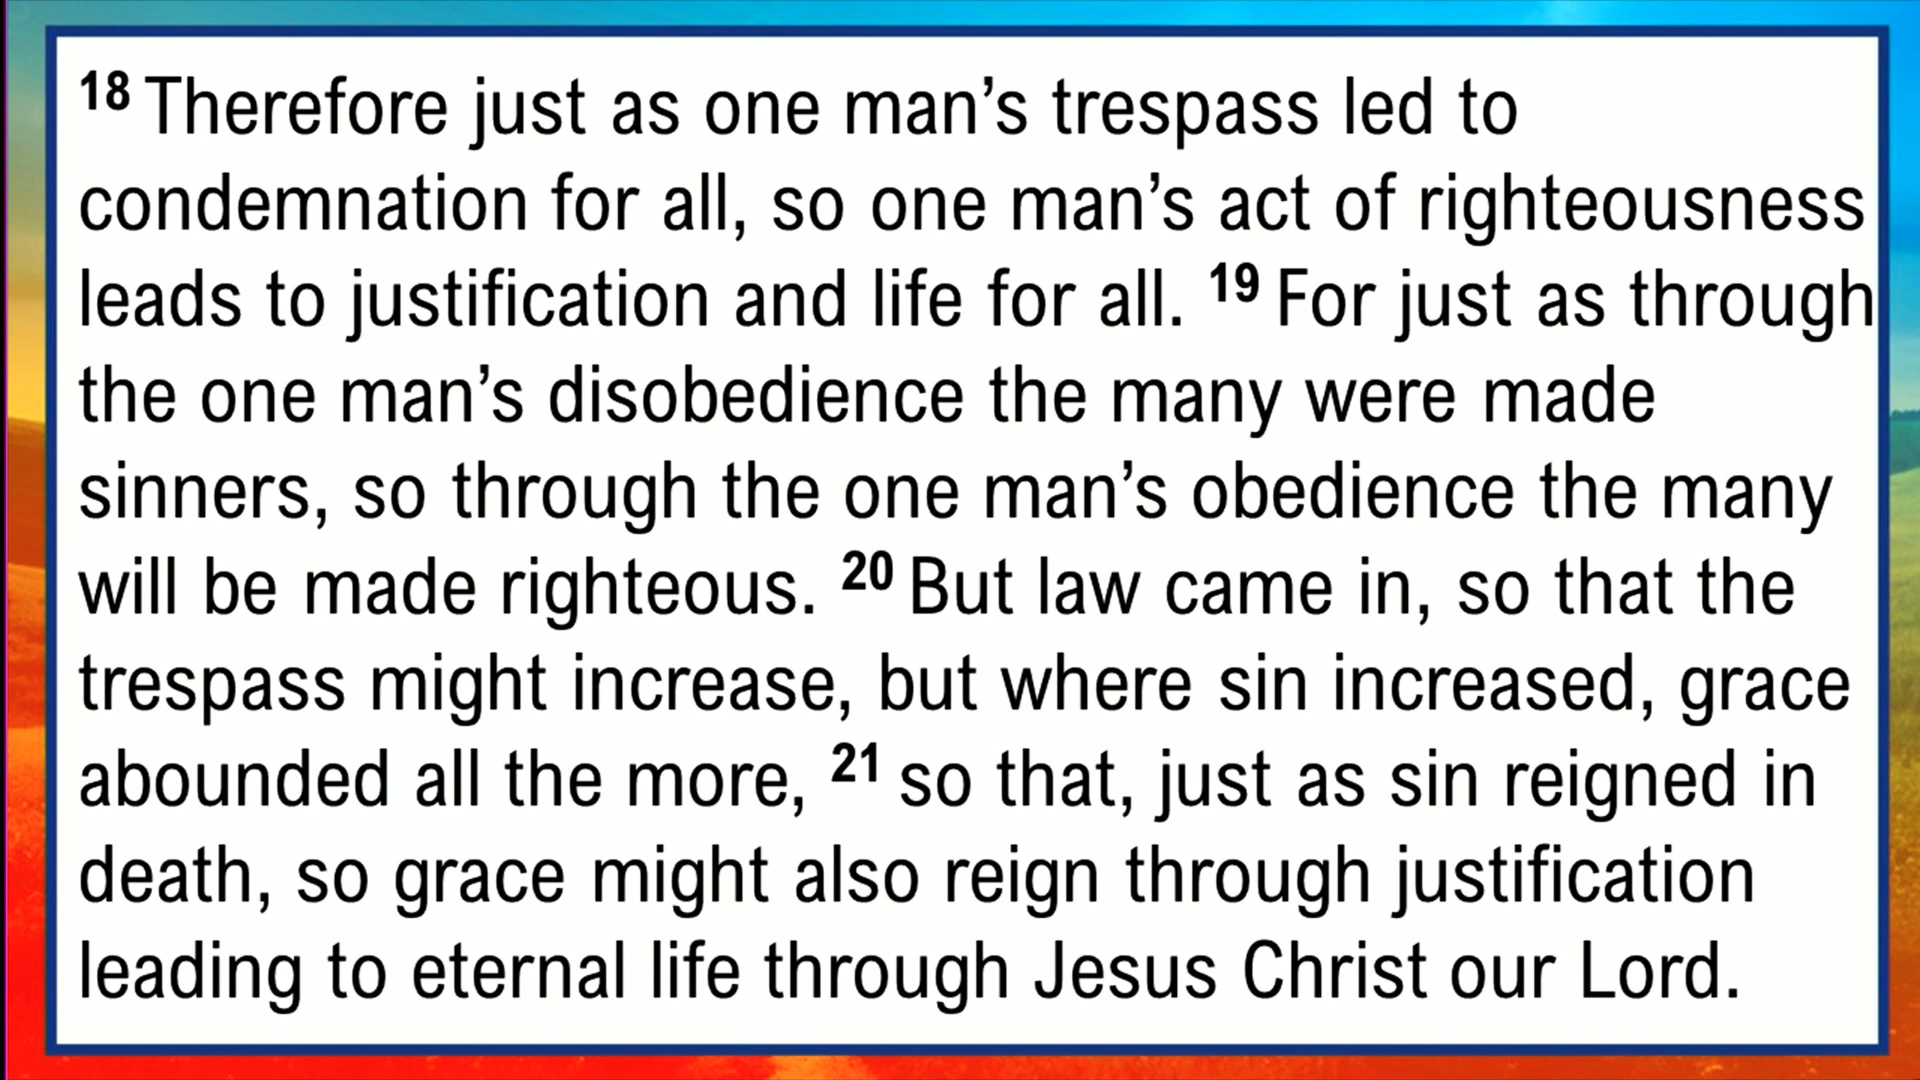 18 Therefore just as one man’s trespass led to
condemnation for all, so one man’s act of righteousness
leads to justification and life for all. 19 For just as through
the one man’s disobedience the many were made
sinners, so through the one man’s obedience the many
will be made righteous. 20 But law came in, so that the
trespass might increase, but where sin increased, grace
abounded all the more, 21 so that, just as sin reigned in
death, so grace might also reign through justification
leading to eternal life through Jesus Christ our Lord.